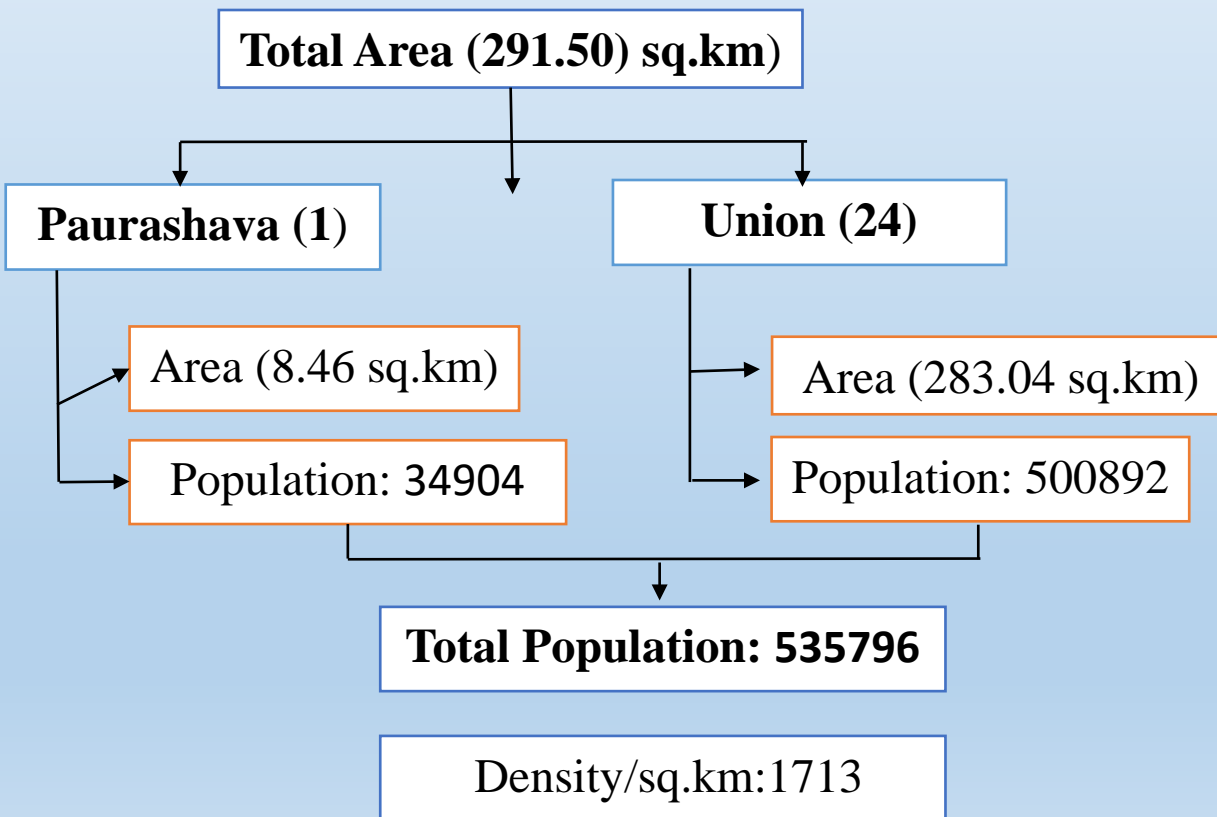 Total Area (291.50) sq.km)
Paurashava (1)
Union (24)
Area (8.46 sq.km)
Area (283.04 sq.km)
Population: 34904
Population: 500892
Total Population: 535796
Density/sq.km:1713